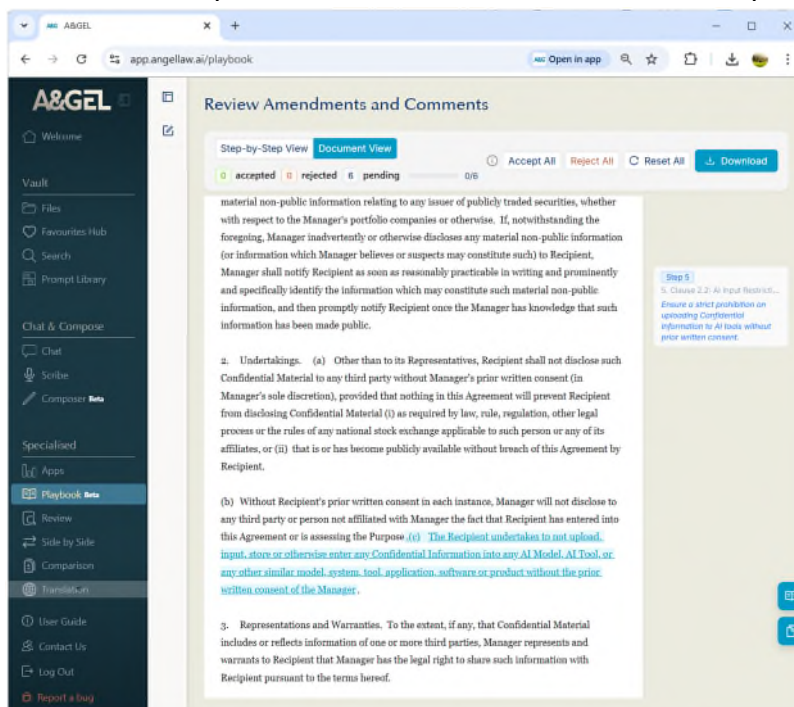 A&GEL
app.angellaw.ai/playbook
Open in app
A&GEL
Welcome
Vault
Files
Favourites Hub
Search
Prompt Library
Chat & Compose
Chat
Scribe
Composer Beta
Specialised
Apps
Playbook Beta
Review
Side by Side
Comparison
Translation
User Guide
Contact Us
Log Out
Report a bug
Review Amendments and Comments
Step-by-Step View Document View
0 accepted 0 rejected 6 pending 0/6
Accept All Reject All Reset All Download
material non-public information relating to any issuer of publicly traded securities, whether
with respect to the Manager's portfolio companies or otherwise. If, notwithstanding the
foregoing, Manager inadvertently or otherwise discloses any material non-public information
(or information which Manager believes or suspects may constitute such) to Recipient,
Manager shall notify Recipient as soon as reasonably practicable in writing and prominently
and specifically identify the information which may constitute such material non-public
information, and then promptly notify Recipient once the Manager has knowledge that such
information has been made public.
2. Undertakings. (a) Other than to its Representatives, Recipient shall not disclose such
Confidential Material to any third party without Manager's prior written consent (in
Manager's sole discretion), provided that nothing in this Agreement will prevent Recipient
from disclosing Confidential Material (i) as required by law, rule, regulation, other legal
process or the rules of any national stock exchange applicable to such person or any of its
affiliates, or (ii) that is or has become publicly available without breach of this Agreement by
Recipient.
(b) Without Recipient's prior written consent in each instance, Manager will not disclose to
any third party or person not affiliated with Manager the fact that Recipient has entered into
this Agreement or is assessing the Purpose.(c) The Recipient undertakes to not upload,
input, store or otherwise enter any Confidential Information into any AI Model, AI Tool, or
any other similar model, system, tool, application, software or product without the prior
written consent of the Manager.
3. Representations and Warranties. To the extent, if any, that Confidential Material
includes or reflects information of one or more third parties, Manager represents and
warrants to Recipient that Manager has the legal right to share such information with
Recipient pursuant to the terms hereof.
Step 5
5. Clause 2.2: AI Input Restricti...
Ensure a strict prohibition on
uploading Confidential
Information to AI tools without
prior written consent.